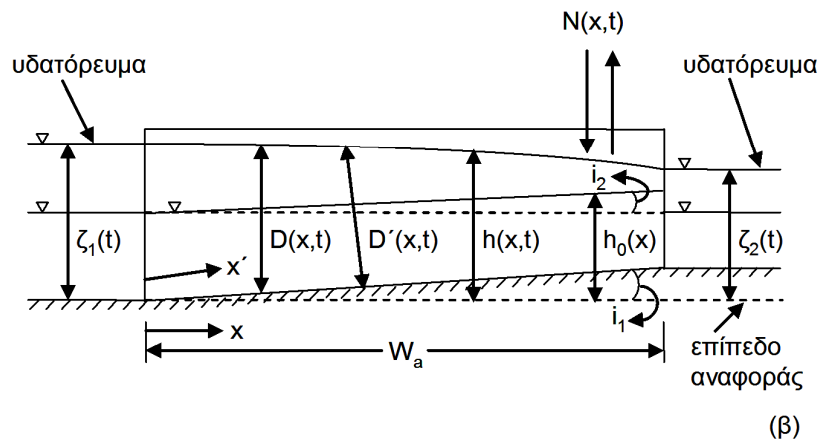 N(x,t)
υδατόρευμα
υδατόρευμα
i2
ζ1(t)
D(x,t)
D´(x,t)
h(x,t)
h0(x)
ζ2(t)
x´
x
i1
Wa
επίπεδο
αναφοράς
(β)